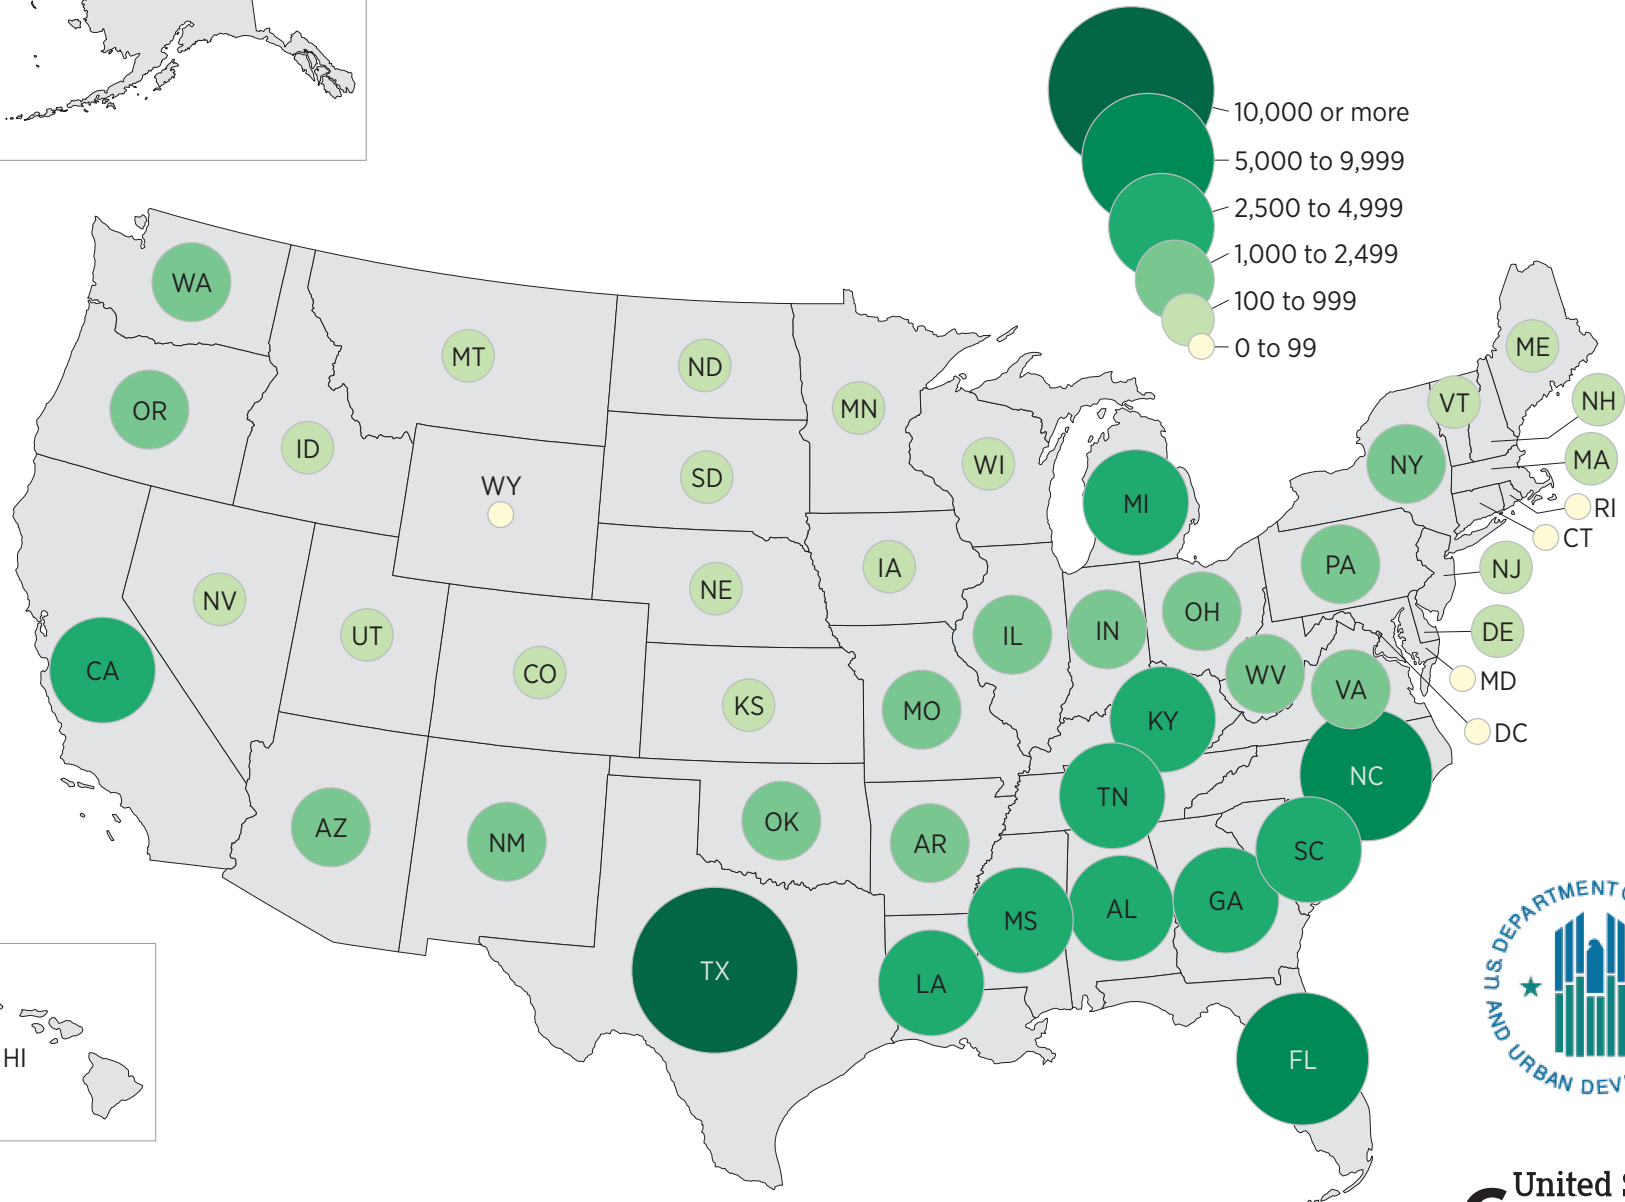 10,000 or more
5,000 to 9,999
2,500 to 4,999
1,000 to 2,499
100 to 999
0 to 99
WA
MT
ND
MN
ME
OR
ID
WY
SD
WI
MI
NY
VT
NH
MA
RI
CT
NV
UT
NE
IA
PA
NJ
CA
CO
KS
IL
IN
OH
DE
MO
KY
WV
VA
MD
DC
AZ
NM
OK
AR
TN
NC
SC
TX
LA
MS
AL
GA
FL
HI
AND U.S. DEPARTMENT
URBAN DEV
United S